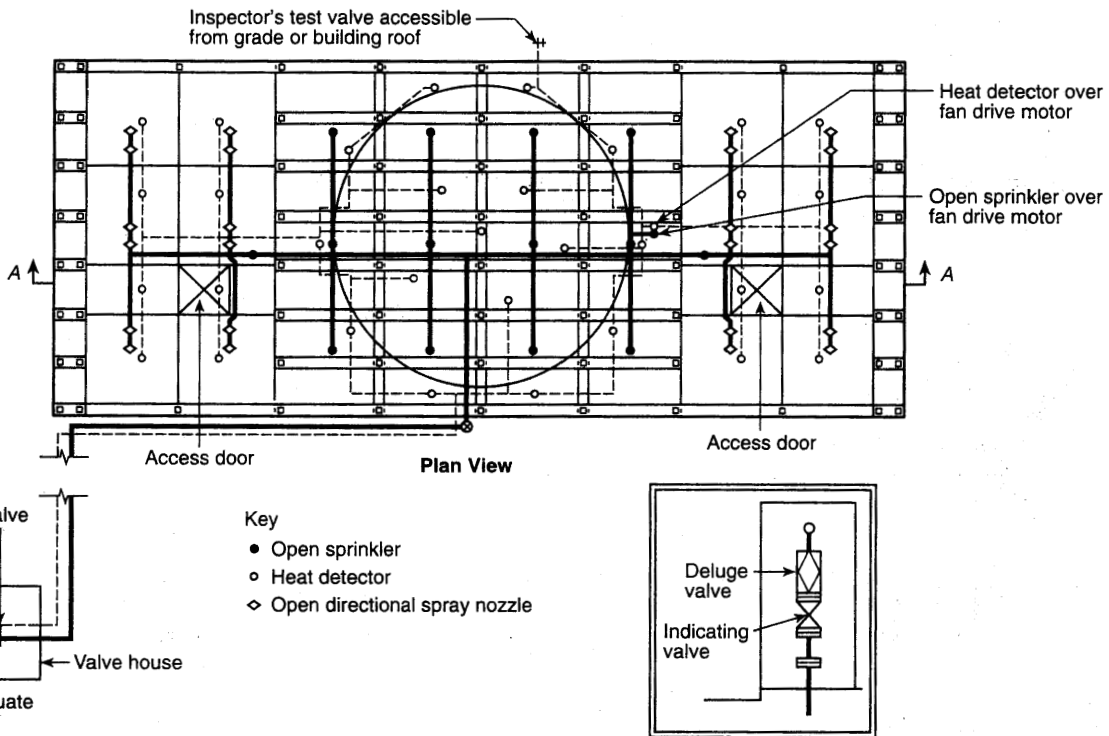 Inspector's test valve accessible
from grade or building roof
Heat detector over
fan drive motor
Open sprinkler over
fan drive motor
A
A
Access door
Plan View
Access door
Key
Open sprinkler
Heat detector
Open directional spray nozzle
Valve house
Deluge
valve
Indicating
valve